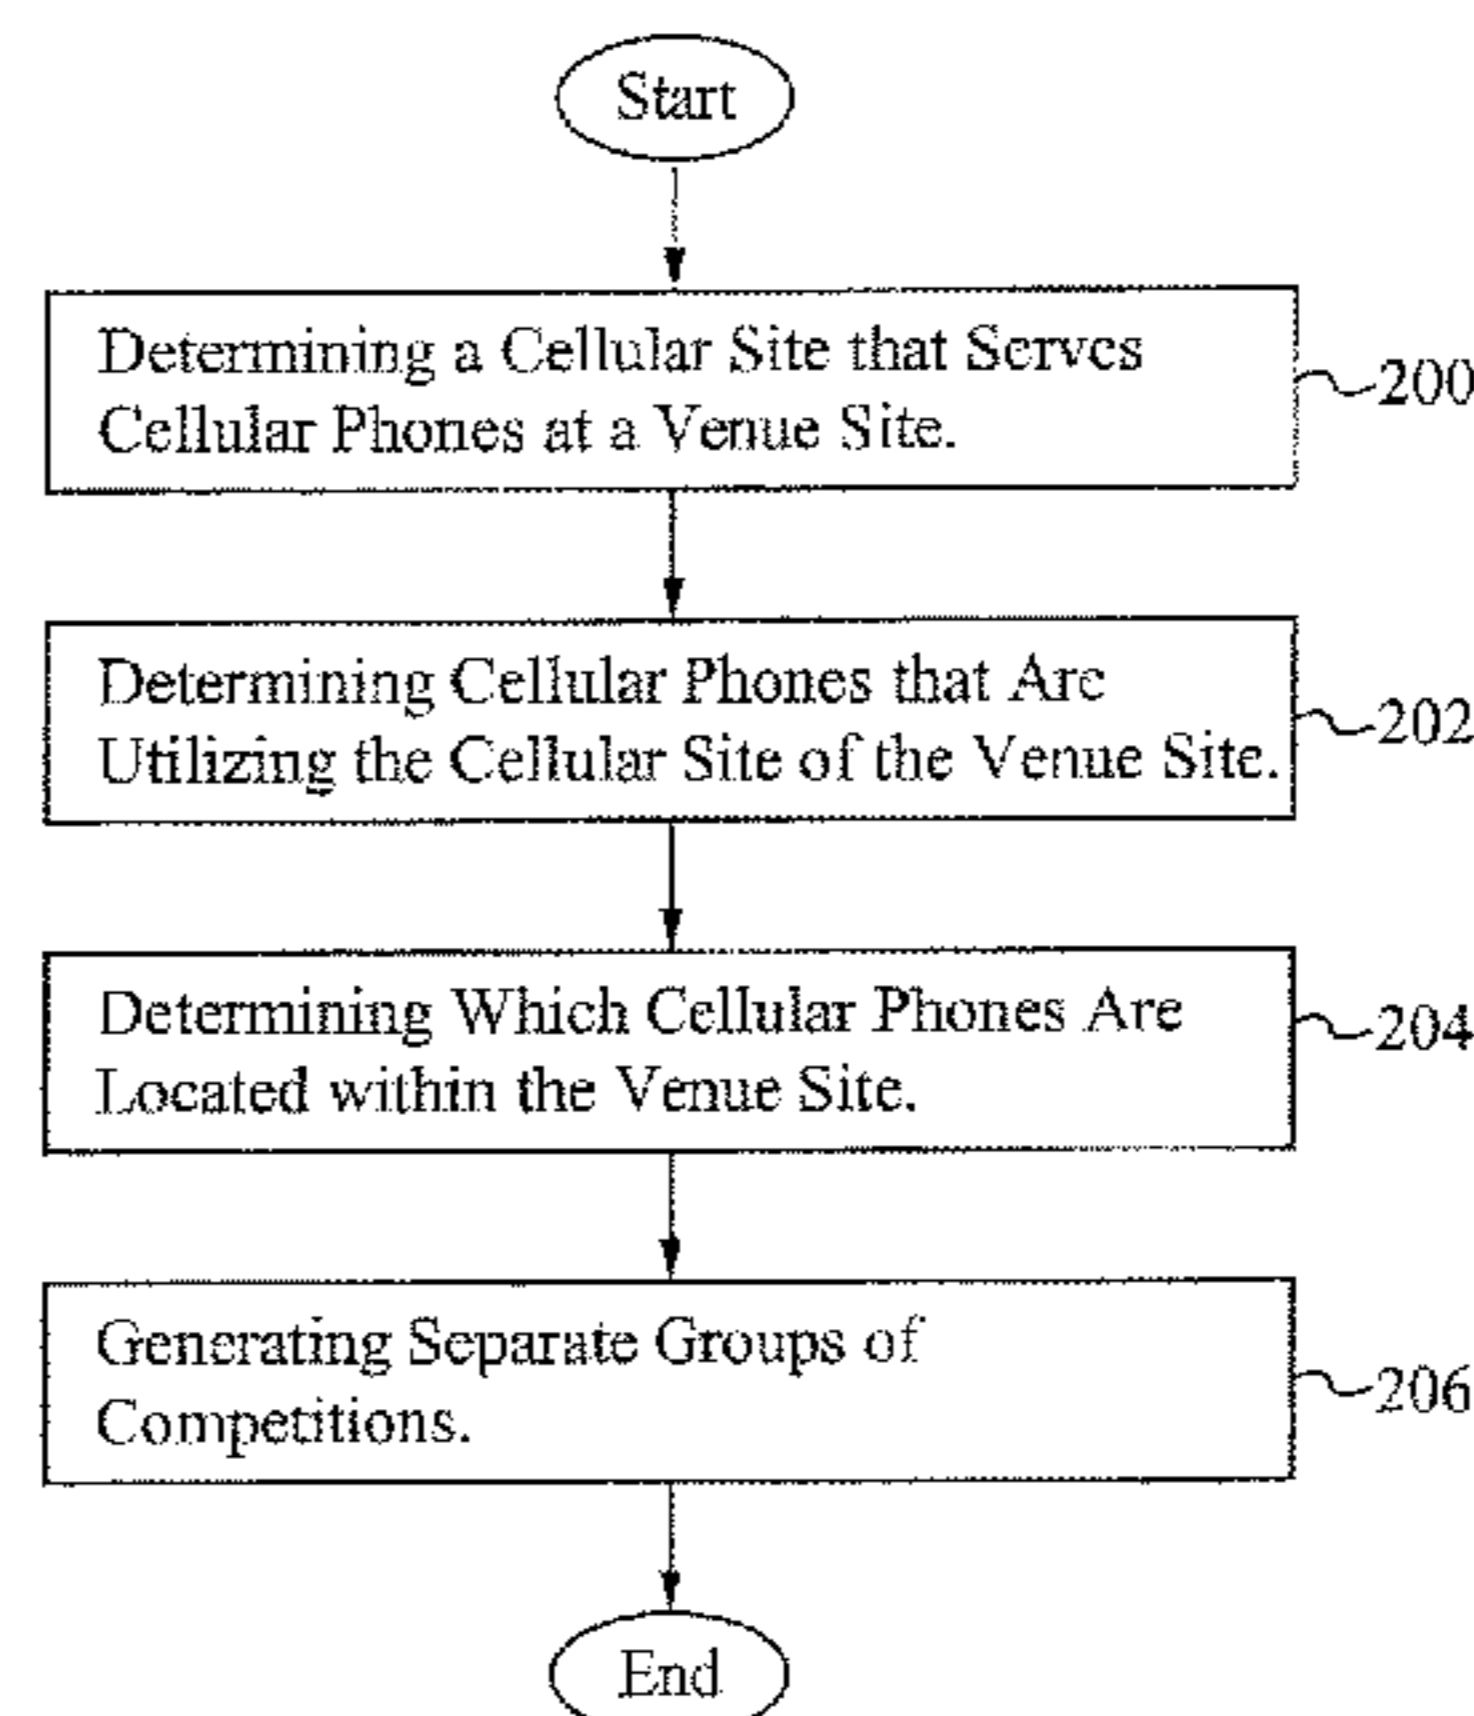 Start
Determining a Cellular Site that Serves
Cellular Phones at a Venue Site.
200
Determining Cellular Phones that Are
Utilizing the Cellular Site of the Venue Site.
202
Determining Which Cellular Phones Are
Located within the Venue Site.
204
Generating Separate Groups of
Competitions.
206
End